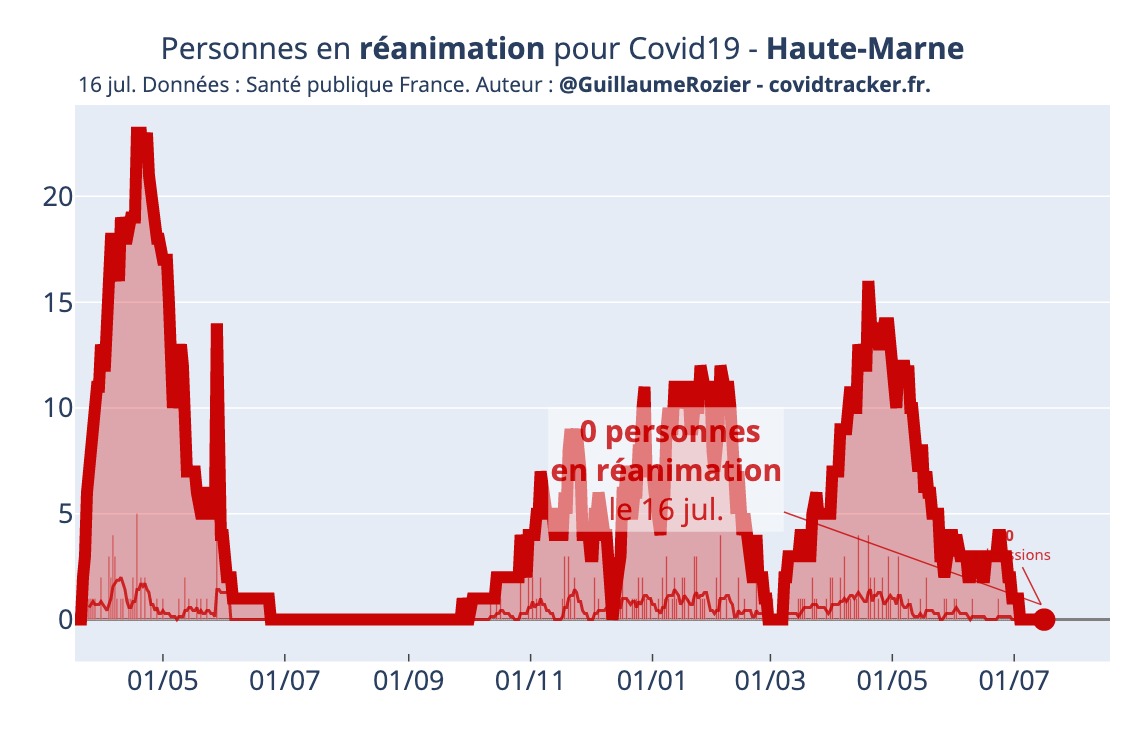 Personnes en réanimation pour Covid19 - Haute-Marne
16 jul. Données : Santé publique France. Auteur : @GuillaumeRozier - covidtracker.fr.
20
15
10
5
0
0 personnes
en réanimation
le 16 jul.
0
01/05 01/07 01/09 01/11 01/01 01/03 01/05 01/07